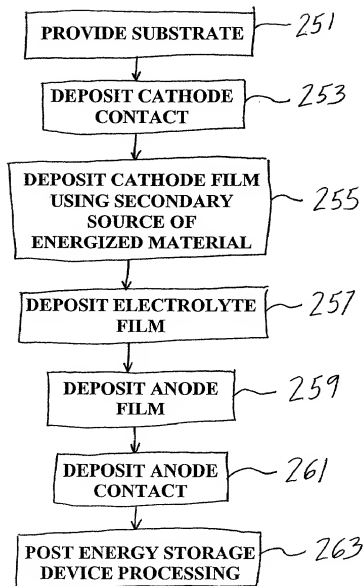 PROVIDE SUBSTRATE 251
DEPOSIT CATHODE 253
CONTACT
DEPOSIT CATHODE FILM
USING SECONDARY 255
SOURCE OF
ENERGIZED MATERIAL
DEPOSIT ELECTROLYTE 257
FILM
DEPOSIT ANODE 259
FILM
DEPOSIT ANODE 261
CONTACT
POST ENERGY STORAGE 263
DEVICE PROCESSING